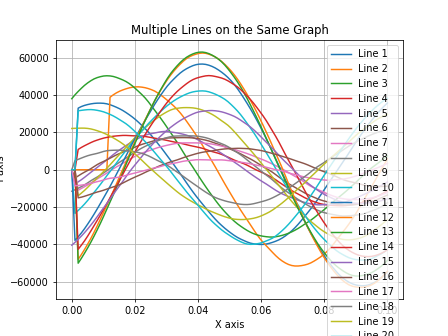 Multiple Lines on the Same Graph
60000
40000
20000
0
−20000
−40000
−60000
0.00
0.02
0.04
0.06
X axis
Line 1
Line 2
Line 3
Line 4
Line 5
Line 6
Line 7
Line 8
Line 9
Line 10
Line 11
Line 12
Line 13
Line 14
Line 15
Line 16
Line 17
Line 18
Line 19
Line 20